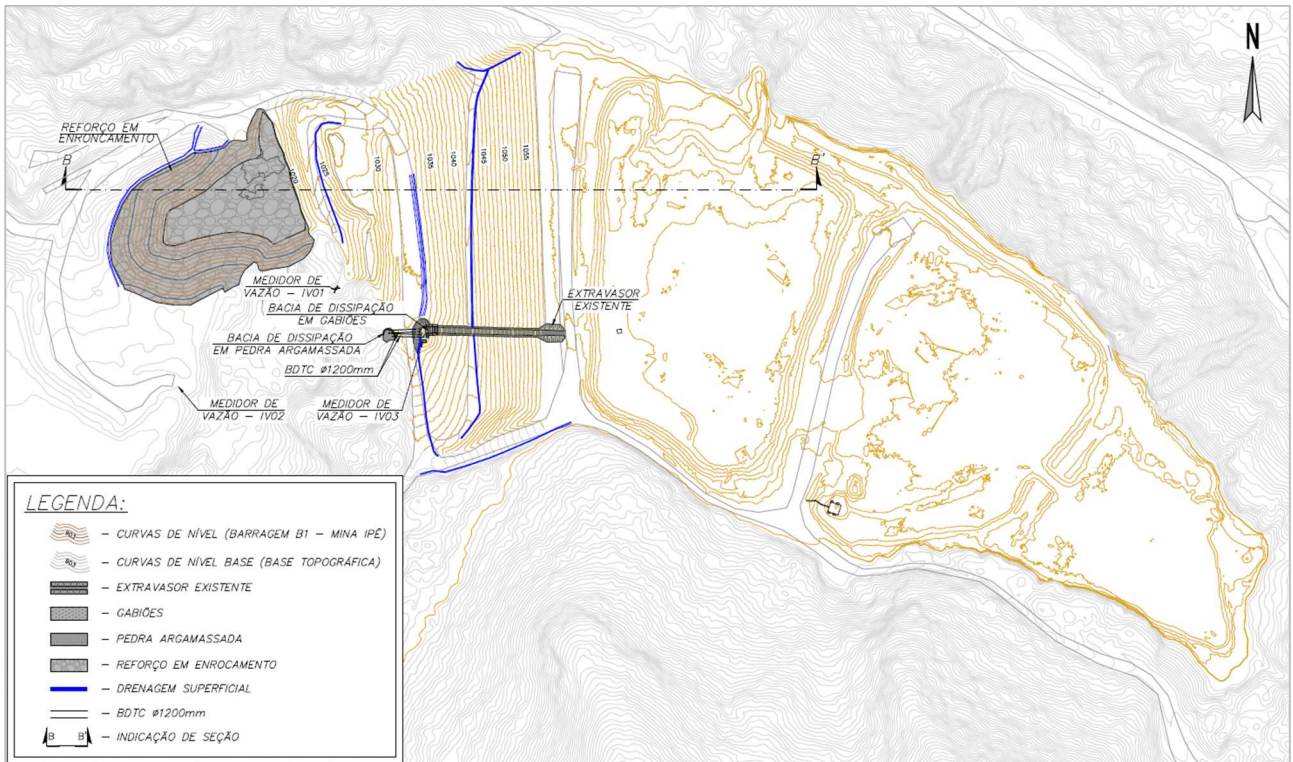 N
REFORÇO EM
ENRONCAMENTO
B
B'
1020
1025
1030
1035
1040
1045
1050
1055
MEDIDOR DE
VAZÃO - IV01
BACIA DE DISSIPAÇÃO
EM GABIÕES
EXTRAVASOR
EXISTENTE
BACIA DE DISSIPAÇÃO
EM PEDRA ARGAMASSADA
BDTC Ø1200mm
MEDIDOR DE
VAZÃO - IV02
MEDIDOR DE
VAZÃO - IV03
LEGENDA:
803 - CURVAS DE NÍVEL (BARRAGEM B1 - MINA IPÊ)
803 - CURVAS DE NÍVEL BASE (BASE TOPOGRÁFICA)
- EXTRAVASOR EXISTENTE
- GABIÕES
- PEDRA ARGAMASSADA
- REFORÇO EM ENROCAMENTO
- DRENAGEM SUPERFICIAL
- BDTC Ø1200mm
B B' - INDICAÇÃO DE SEÇÃO